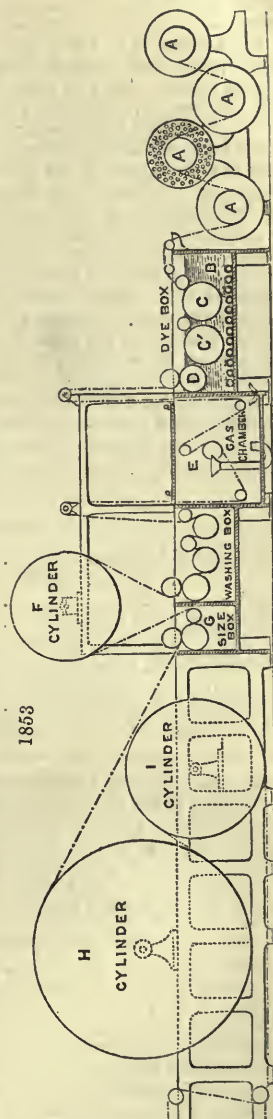 1853
H
CYLINDER
I
CYLINDER
F
CYLINDER
G
SIZE
BOX
WASHING BOX
E
GAS
CHAMBER
DYE BOX
D
C'
C
B
A
A
A
A